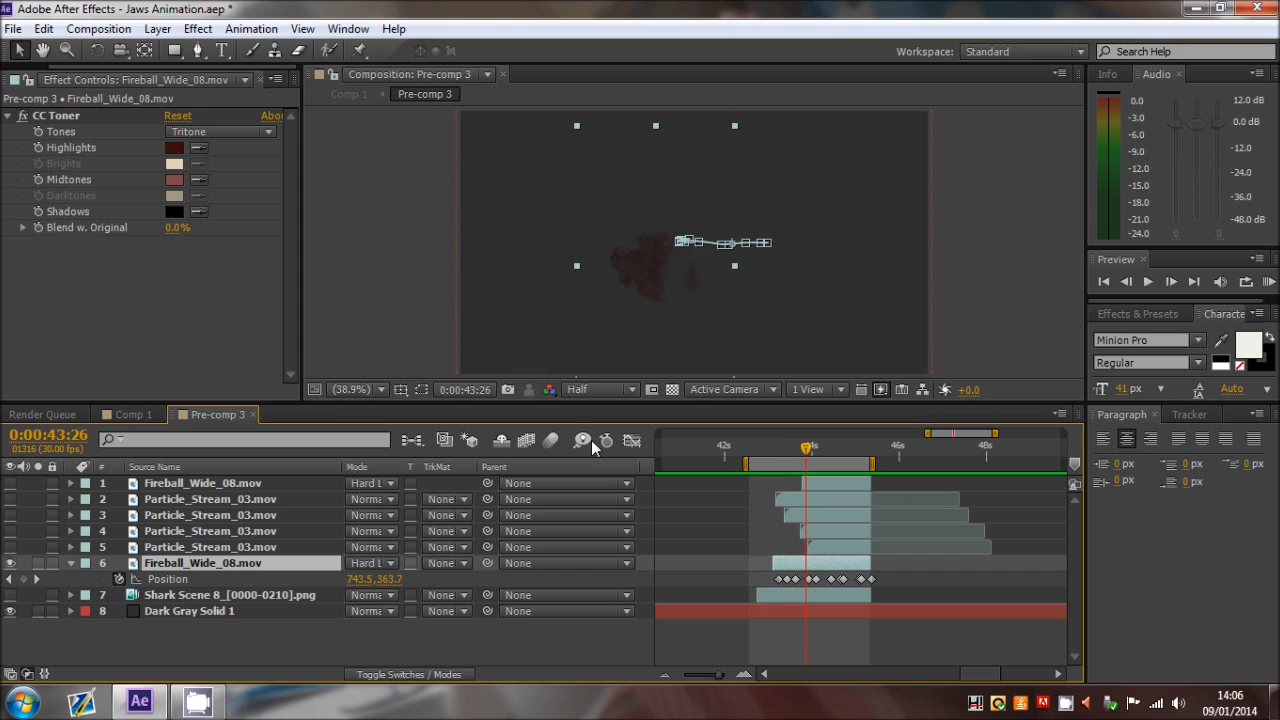 Adobe After Effects - Jaws Animation.aep *
File Edit Composition Layer Effect Animation View Window Help
Workspace: Standard Search Help
Effect Controls: Fireball_Wide_08.mov
Composition: Pre-comp 3
Info Audio
Pre-comp 3 • Fireball_Wide_08.mov
Comp 1 Pre-comp 3
fx CC Toner Reset Abou
Tones Tritone
Highlights
Brights
Midtones
Darktones
Shadows
Blend w. Original 0.0%
0.0 12.0 dB
-3.0
-6.0 0.0 dB
-9.0
-12.0 -12.0
-15.0
-18.0 -24.0
-36.0
-21.0 -48.0 dB
-24.0 0 0
Preview
Effects & Presets Characte
Minion Pro
Regular
41 px Auto
(38.9%) 0:00:43:26 Half Active Camera 1 View +0.0
Render Queue Comp 1 Pre-comp 3
Paragraph Tracker
0:00:43:26
01316 (30.00 fps)
42s 4s 46s 48s
# Source Name Mode T TrkMat Parent
1 Fireball_Wide_08.mov Hard L None
2 Particle_Stream_03.mov Norma None None
3 Particle_Stream_03.mov Norma None None
4 Particle_Stream_03.mov Norma None None
5 Particle_Stream_03.mov Norma None None
6 Fireball_Wide_08.mov Hard L None None
Position 743.5,363.7
7 Shark Scene 8_[0000-0210].png Norma None None
8 Dark Gray Solid 1 Norma None None
0 px 0 px 0 px
0 px 0 px
Toggle Switches / Modes
Ae
14:06
09/01/2014